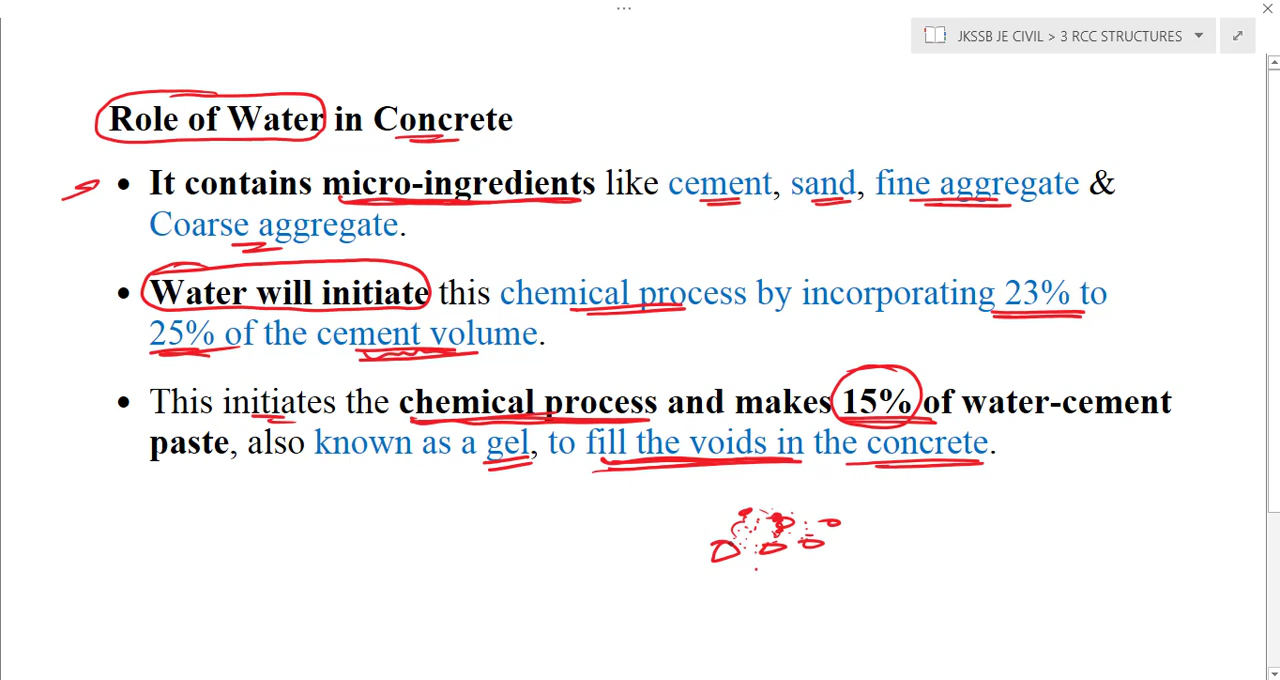 JKSSB JE CIVIL > 3 RCC STRUCTURES
Role of Water in Concrete
• It contains micro-ingredients like cement, sand, fine aggregate &
Coarse aggregate.
• Water will initiate this chemical process by incorporating 23% to
25% of the cement volume.
• This initiates the chemical process and makes 15% of water-cement
paste, also known as a gel, to fill the voids in the concrete.